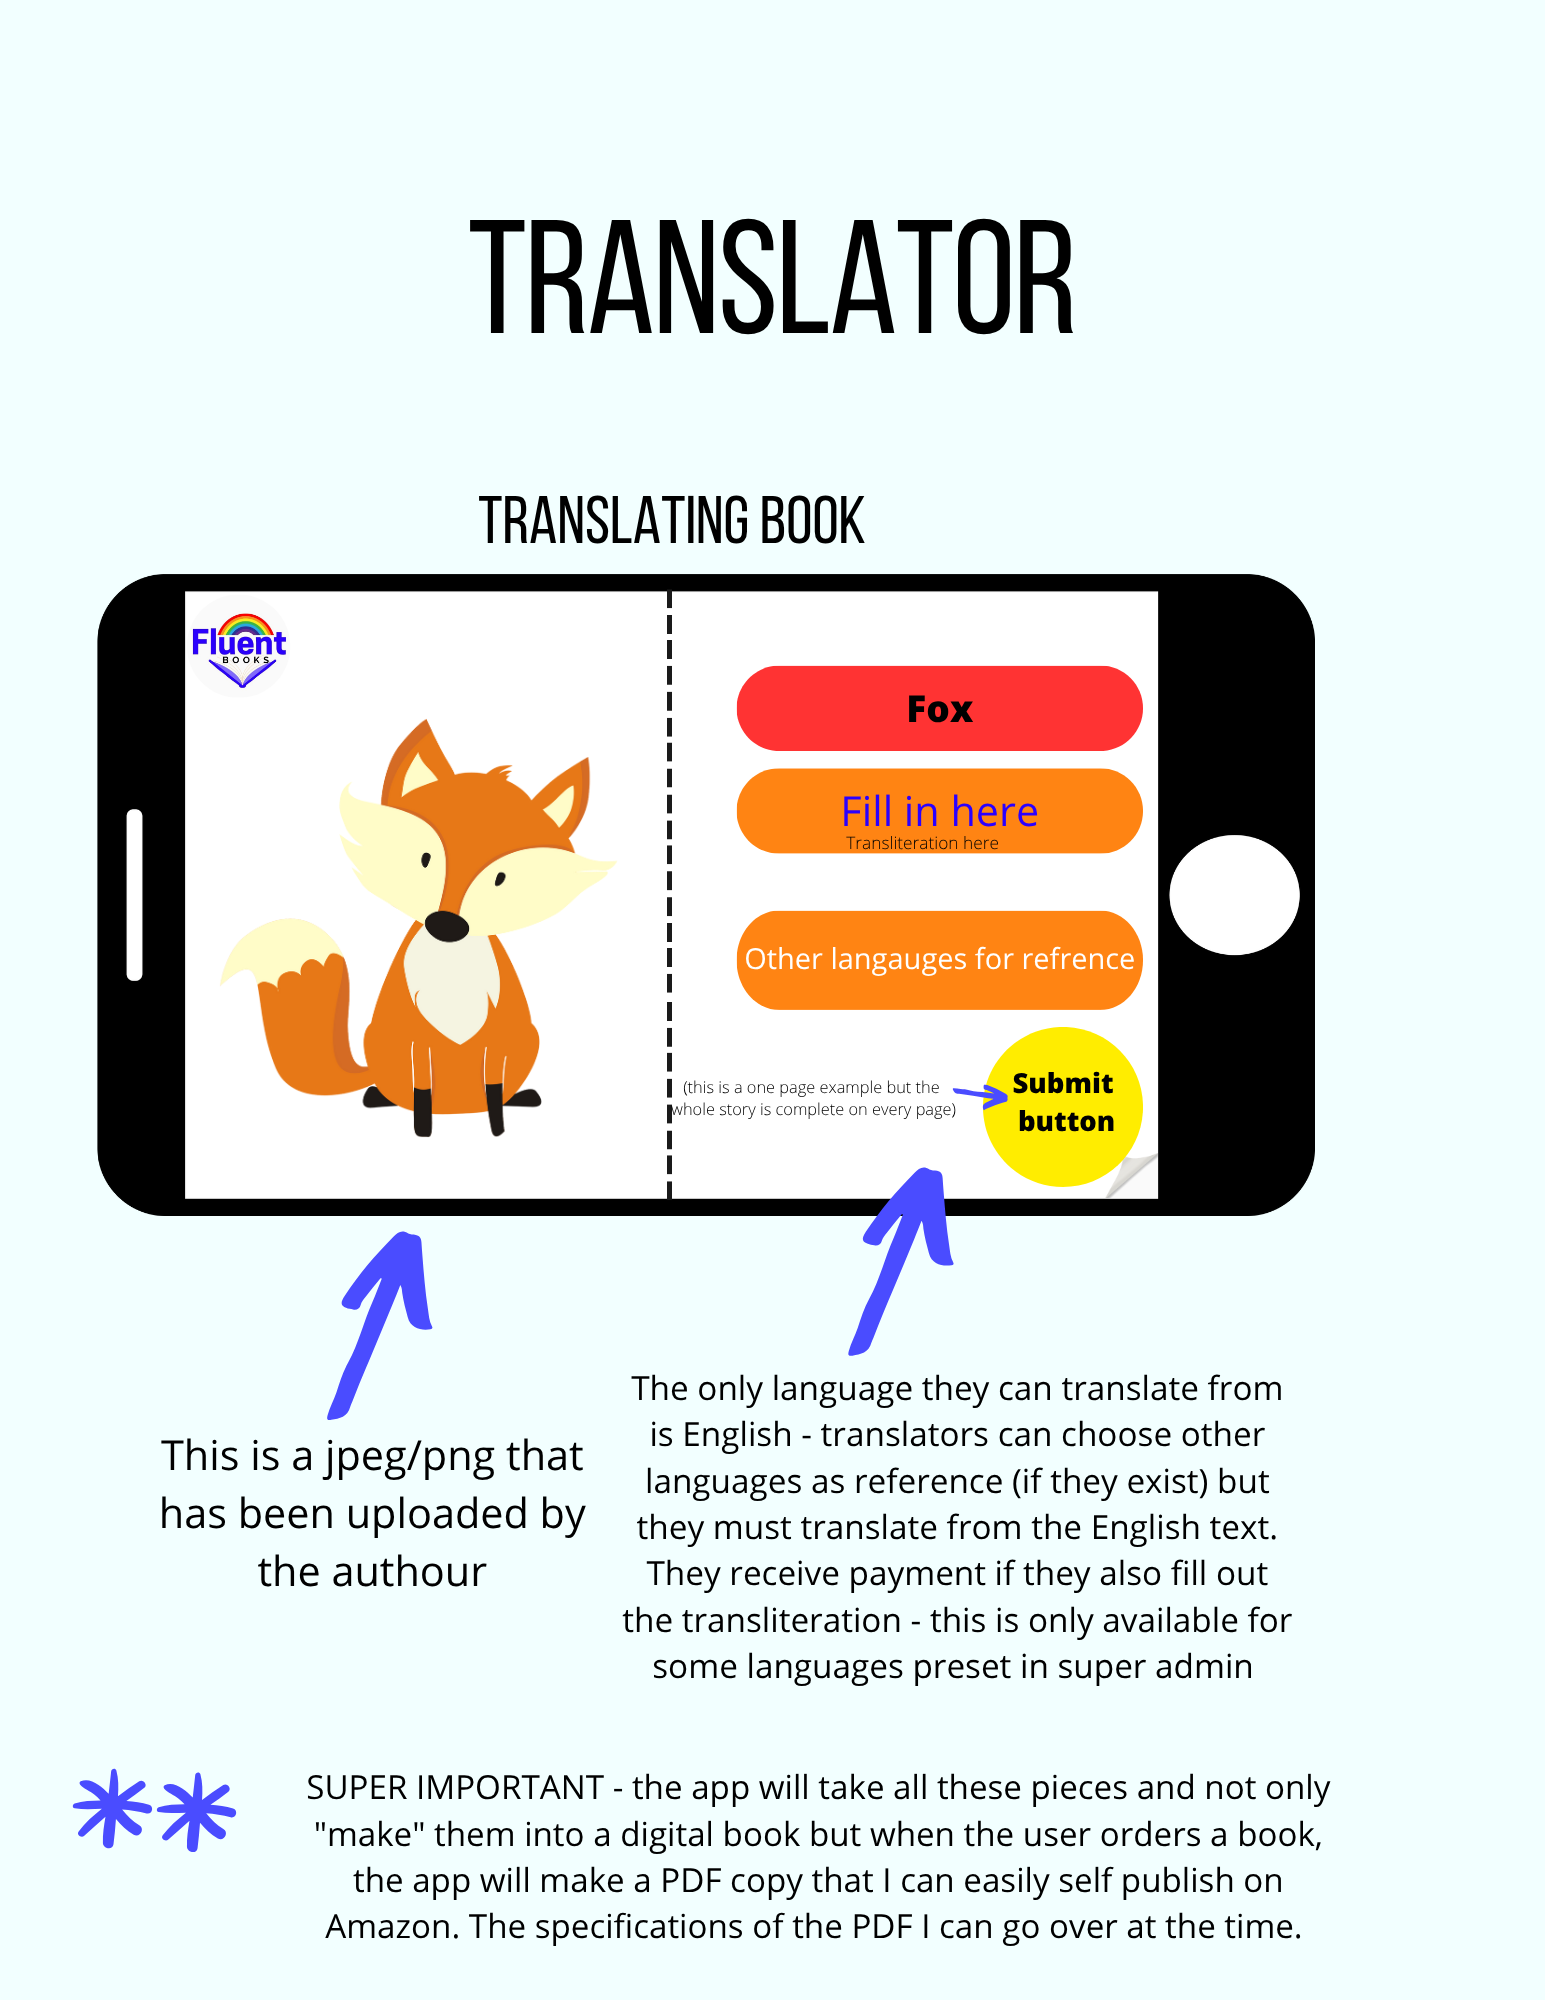 TRANSLATOR
TRANSLATING BOOK
Fluent
BOOKS
Fox
Fill in here
Transliteration here
Other langauges for refrence
(this is a one page example but the
whole story is complete on every page)
Submit
button
This is a jpeg/png that
has been uploaded by
the authour
The only language they can translate from
is English - translators can choose other
languages as reference (if they exist) but
they must translate from the English text.
They receive payment if they also fill out
the transliteration - this is only available for
some languages preset in super admin
SUPER IMPORTANT - the app will take all these pieces and not only
"make" them into a digital book but when the user orders a book,
the app will make a PDF copy that I can easily self publish on
Amazon. The specifications of the PDF I can go over at the time.